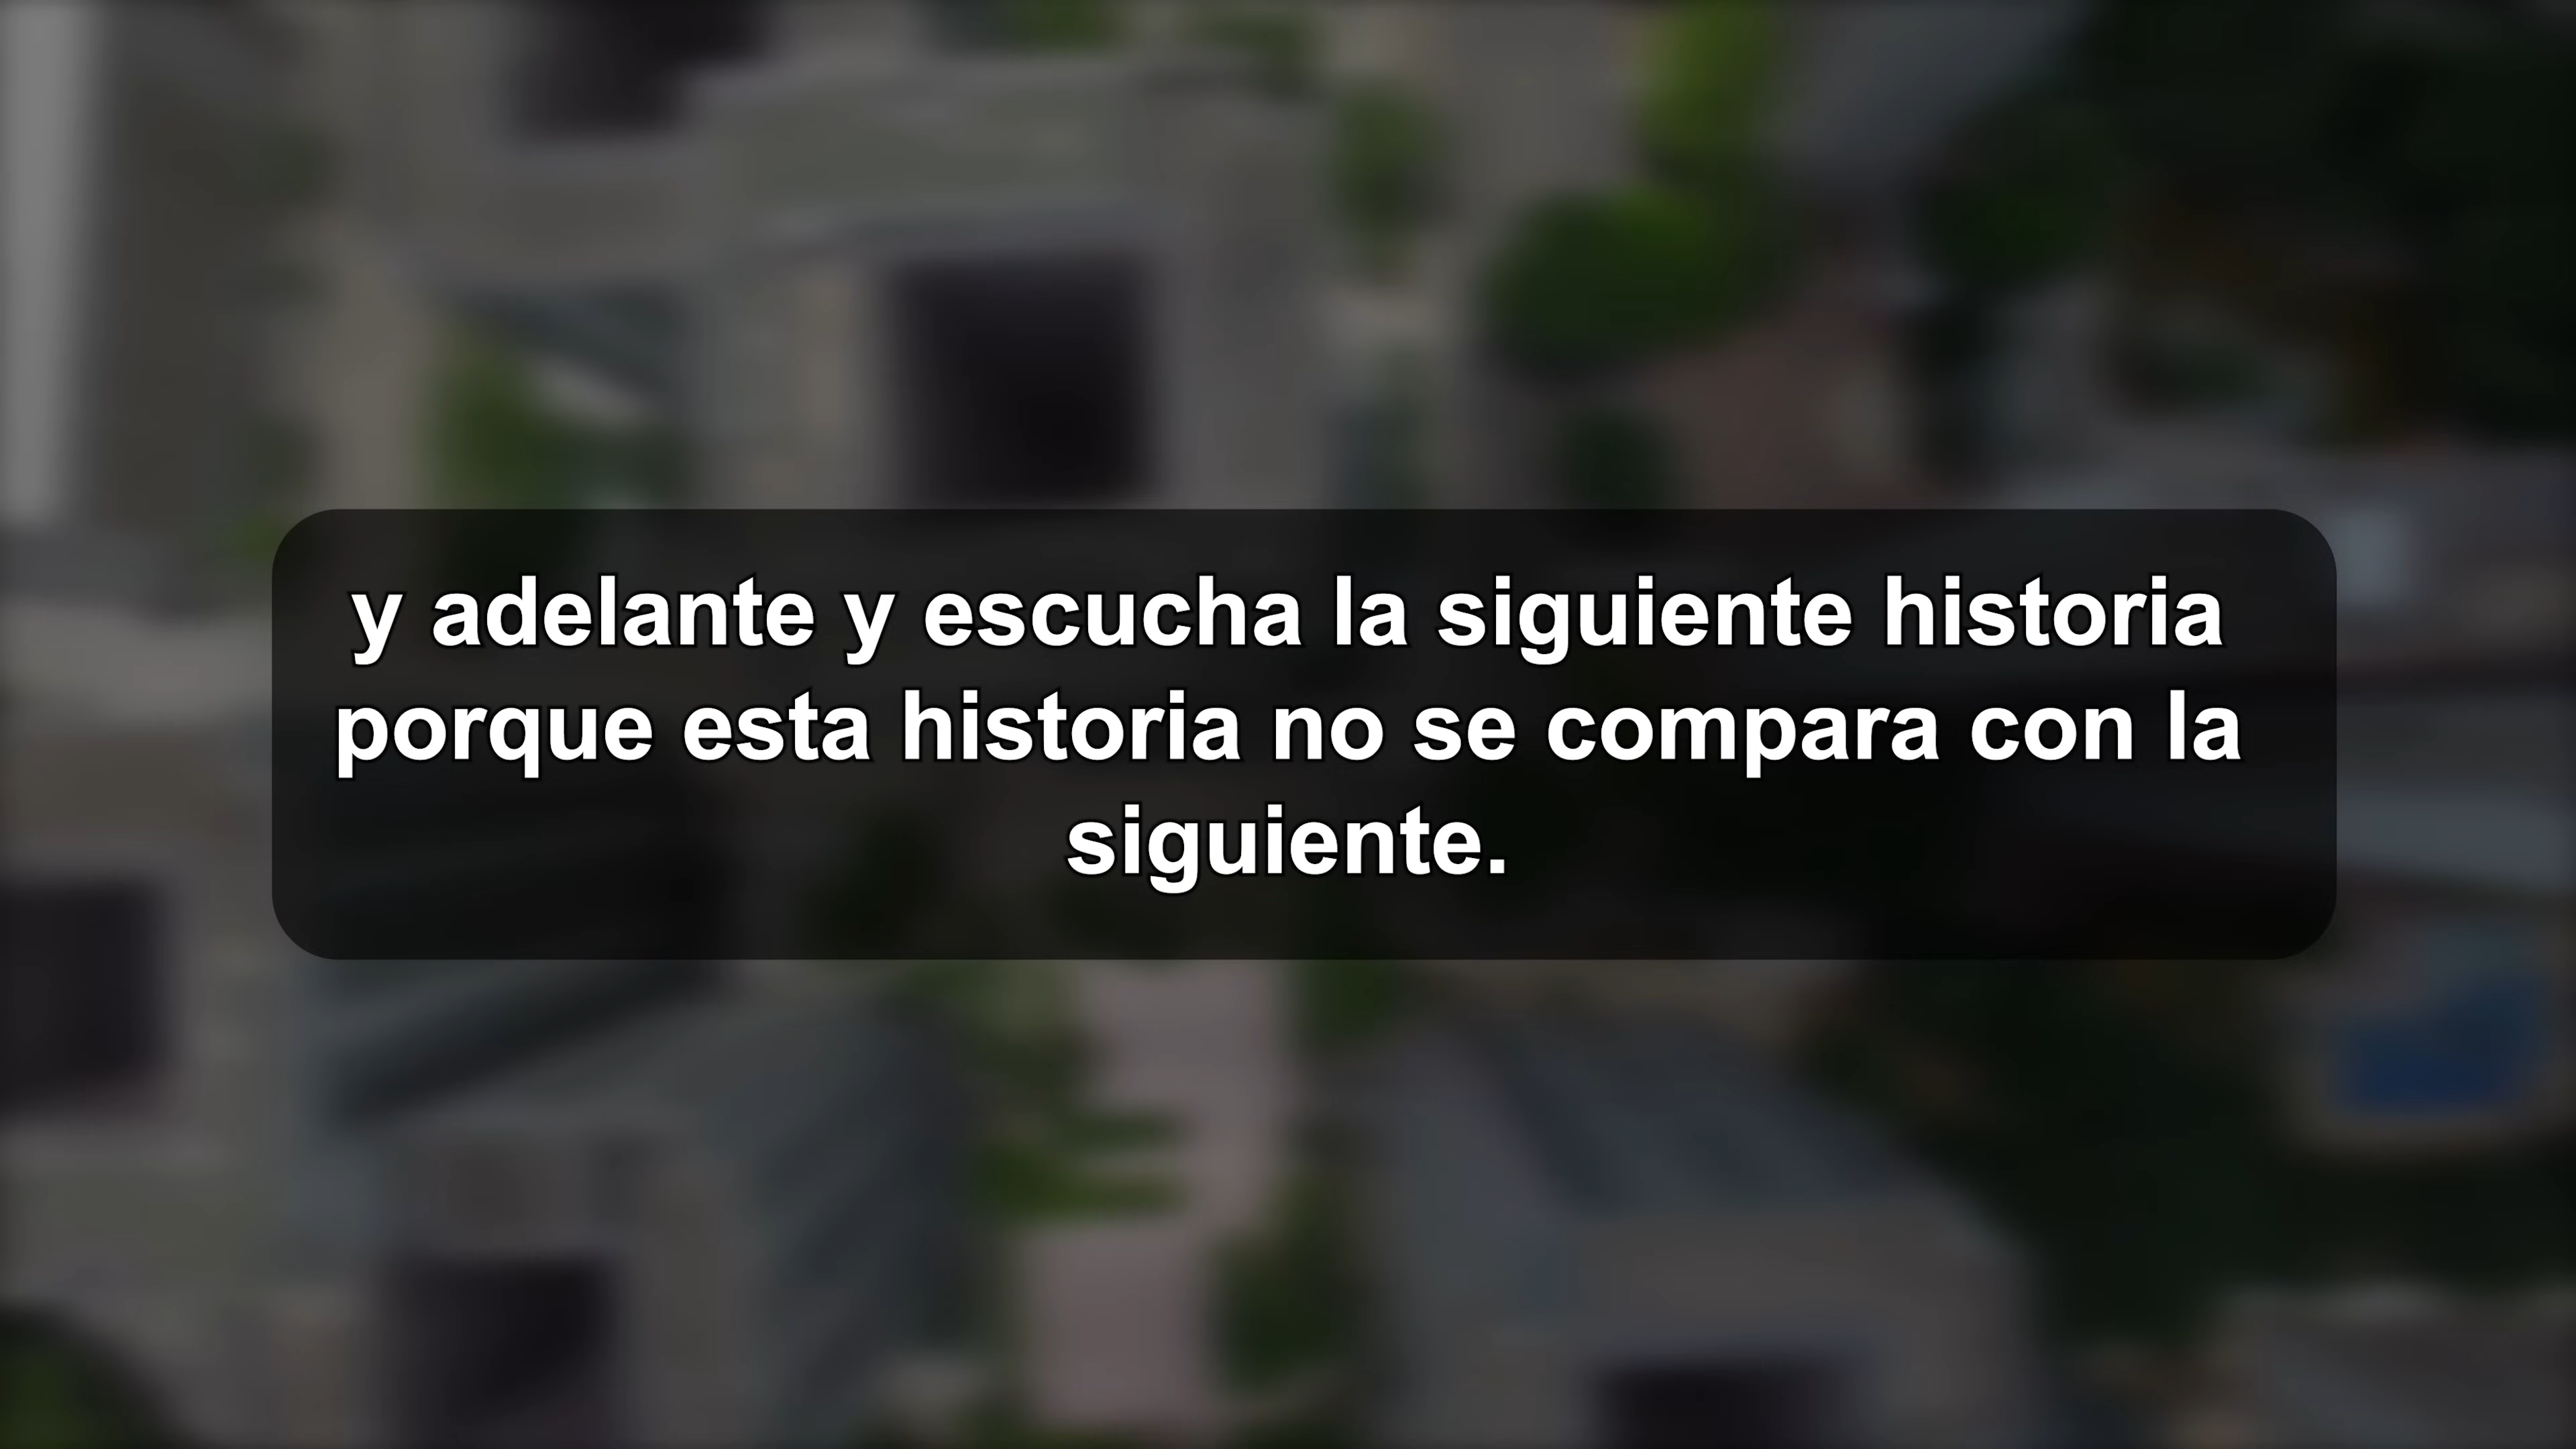 y adelante y escucha la siguiente historia
porque esta historia no se compara con la
siguiente.